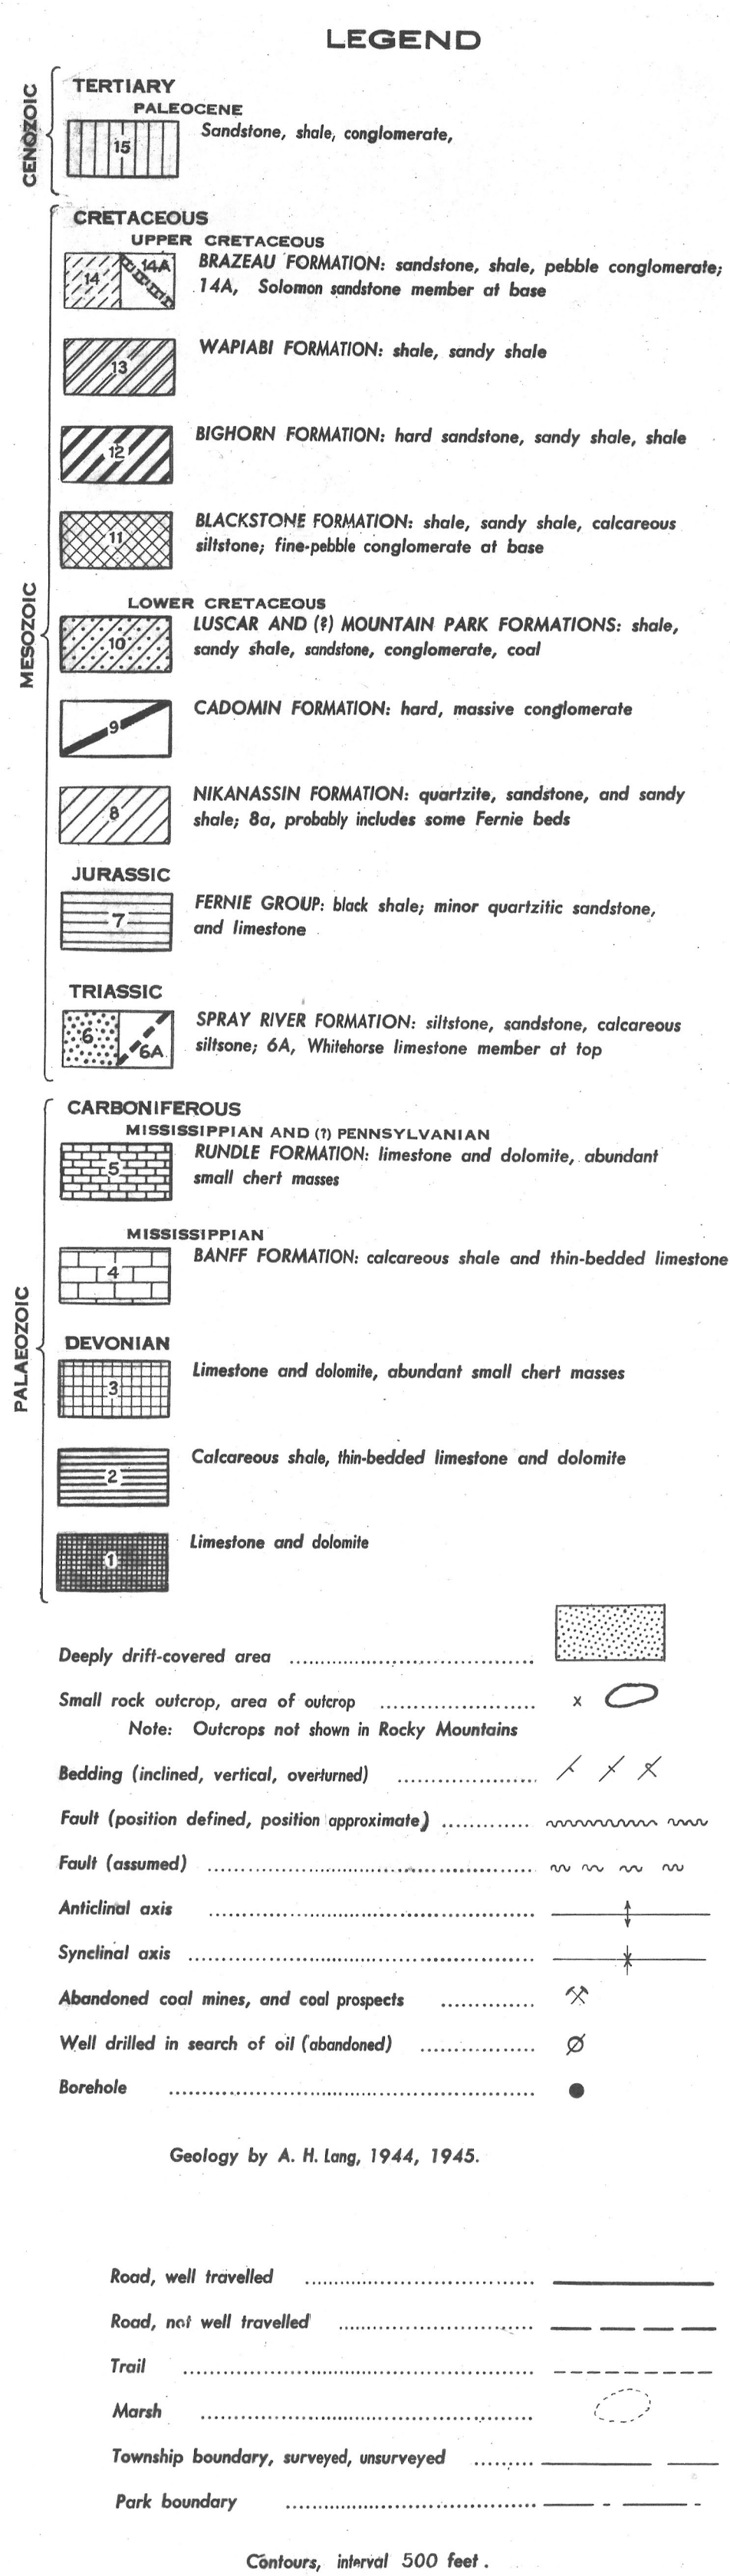 LEGEND
CENOZOIC
TERTIARY
PALEOCENE
15
Sandstone, shale, conglomerate,
MESOZOIC
CRETACEOUS
UPPER CRETACEOUS
14 14A
BRAZEAU FORMATION: sandstone, shale, pebble conglomerate;
14A, Solomon sandstone member at base
13
WAPIABI FORMATION: shale, sandy shale
12
BIGHORN FORMATION: hard sandstone, sandy shale, shale
11
BLACKSTONE FORMATION: shale, sandy shale, calcareous
siltstone; fine-pebble conglomerate at base
LOWER CRETACEOUS
10
LUSCAR AND (?) MOUNTAIN PARK FORMATIONS: shale,
sandy shale, sandstone, conglomerate, coal
9
CADOMIN FORMATION: hard, massive conglomerate
8
NIKANASSIN FORMATION: quartzite, sandstone, and sandy
shale; 8a, probably includes some Fernie beds
JURASSIC
7
FERNIE GROUP: black shale; minor quartzitic sandstone,
and limestone
TRIASSIC
6 6A
SPRAY RIVER FORMATION: siltstone, sandstone, calcareous
siltsone; 6A, Whitehorse limestone member at top
PALAEOZOIC
CARBONIFEROUS
MISSISSIPPIAN AND (?) PENNSYLVANIAN
5
RUNDLE FORMATION: limestone and dolomite, abundant
small chert masses
MISSISSIPPIAN
4
BANFF FORMATION: calcareous shale and thin-bedded limestone
DEVONIAN
3
Limestone and dolomite, abundant small chert masses
2
Calcareous shale, thin-bedded limestone and dolomite
1
Limestone and dolomite
Deeply drift-covered area
Small rock outcrop, area of outcrop x
Note: Outcrops not shown in Rocky Mountains
Bedding (inclined, vertical, overturned)
Fault (position defined, position approximate)
Fault (assumed)
Anticlinal axis
Synclinal axis
Abandoned coal mines, and coal prospects
Well drilled in search of oil (abandoned)
Borehole
Geology by A. H. Lang, 1944, 1945.
Road, well travelled
Road, not well travelled
Trail
Marsh
Township boundary, surveyed, unsurveyed
Park boundary
Contours, interval 500 feet.